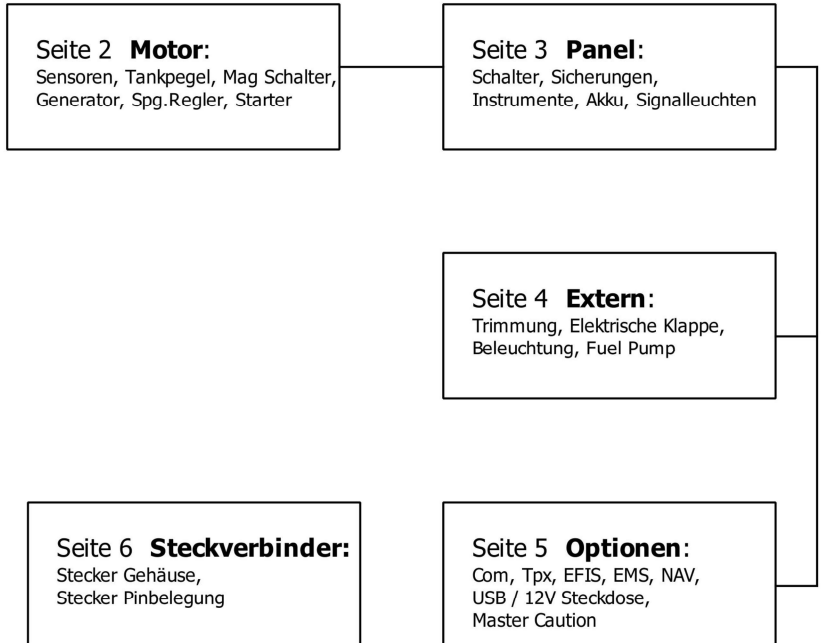 Seite 2 Motor:
Sensoren, Tankpegel, Mag Schalter,
Generator, Spg.Regler, Starter
Seite 3 Panel:
Schalter, Sicherungen,
Instrumente, Akku, Signalleuchten
Seite 4 Extern:
Trimmung, Elektrische Klappe,
Beleuchtung, Fuel Pump
Seite 6 Steckverbinder:
Stecker Gehäuse,
Stecker Pinbelegung
Seite 5 Optionen:
Com, Tpx, EFIS, EMS, NAV,
USB / 12V Steckdose,
Master Caution